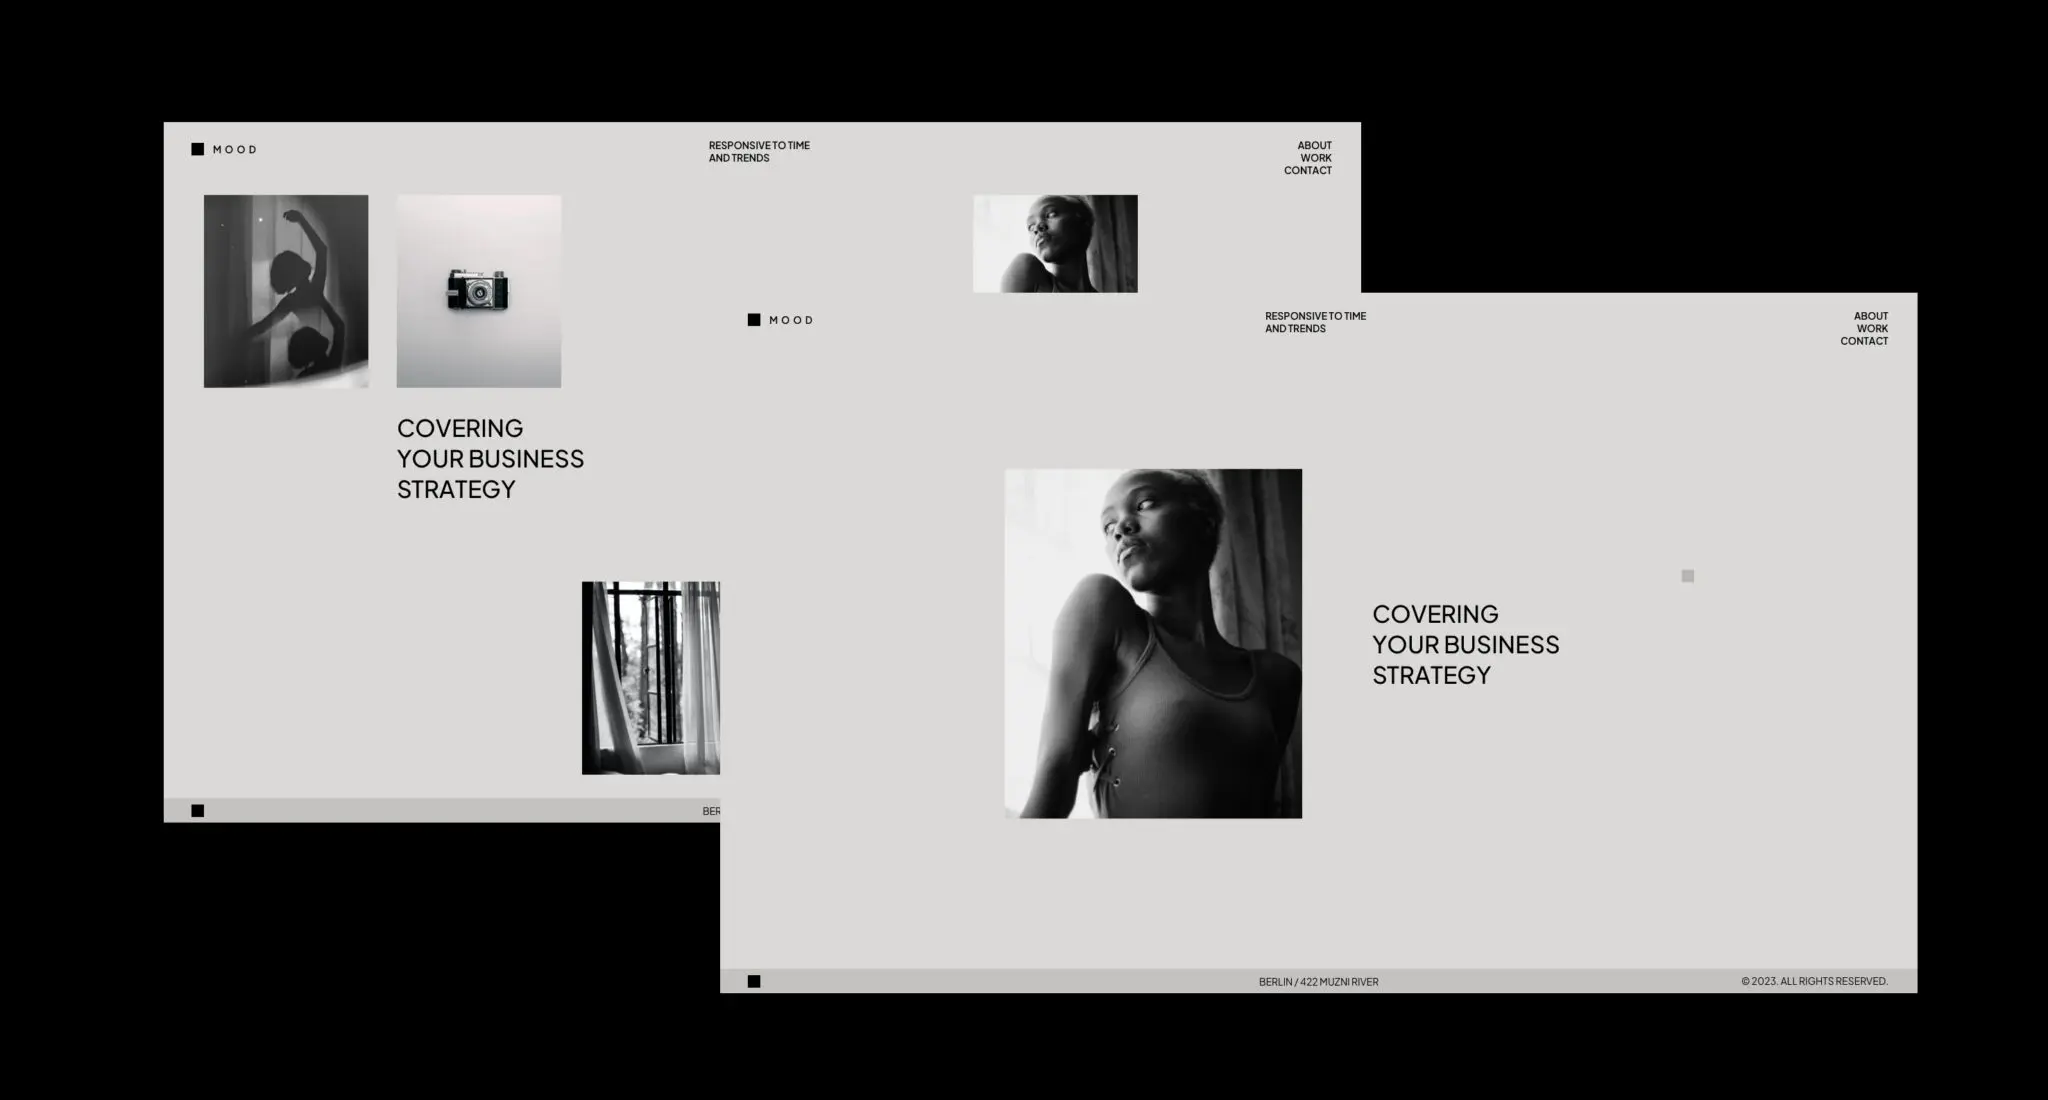 MOOD
RESPONSIVE TO TIME
AND TRENDS
ABOUT
WORK
CONTACT
COVERING
YOUR BUSINESS
STRATEGY
BER
MOOD
RESPONSIVE TO TIME
AND TRENDS
ABOUT
WORK
CONTACT
COVERING
YOUR BUSINESS
STRATEGY
BERLIN / 422 MUZNI RIVER
© 2023. ALL RIGHTS RESERVED.